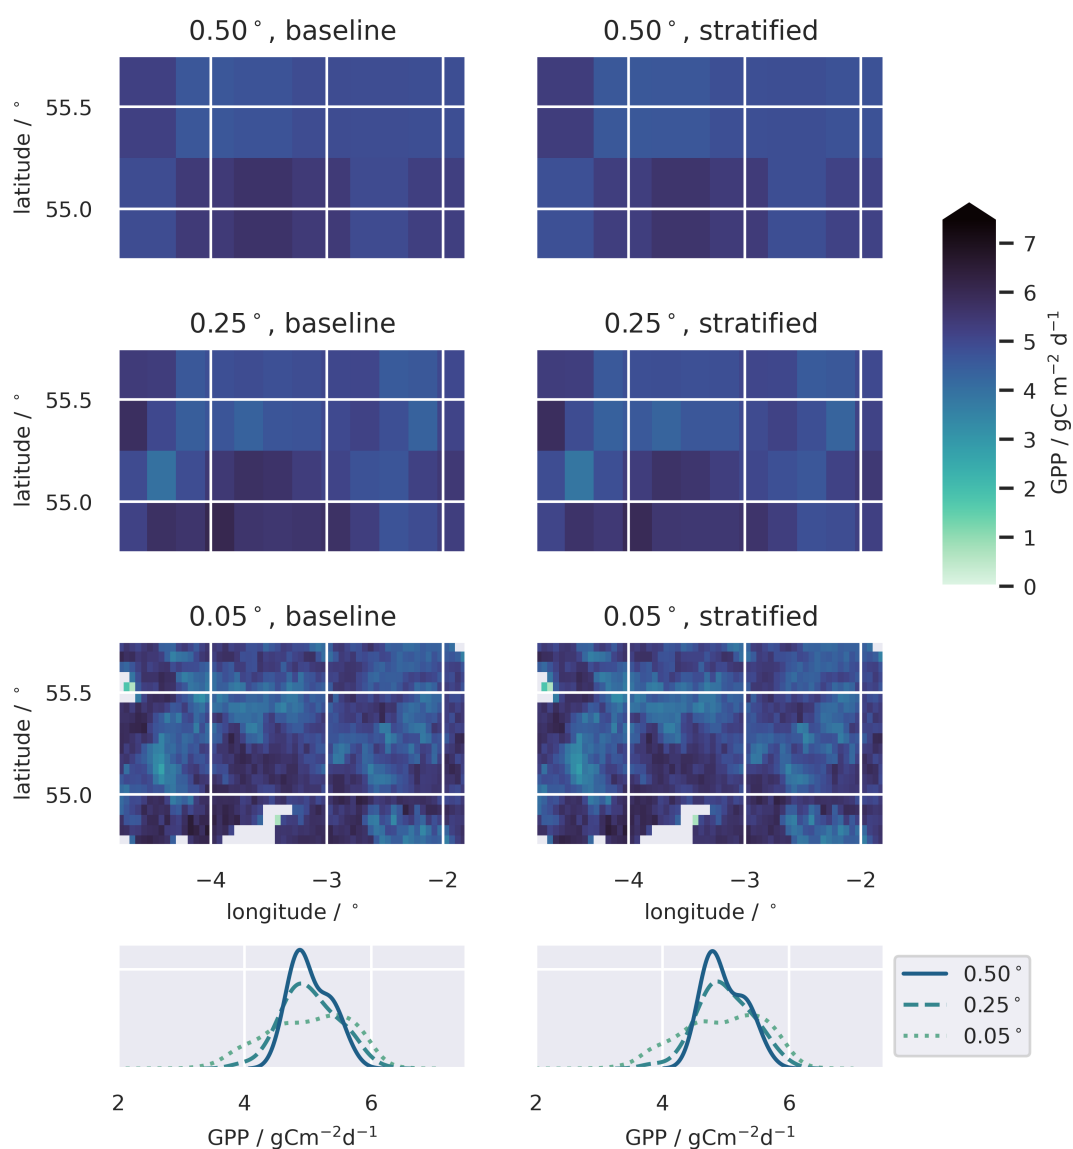 0.50 °, baseline
0.50 °, stratified
latitude / °
55.5
55.0
0.25 °, baseline
0.25 °, stratified
latitude / °
55.5
55.0
7
6
5
4
3
2
1
0
GPP / gC m⁻² d⁻¹
0.05 °, baseline
0.05 °, stratified
latitude / °
55.5
55.0
−4 −3 −2
longitude / °
−4 −3 −2
longitude / °
0.50°
0.25°
0.05°
2 4 6
GPP / gCm⁻²d⁻¹
2 4 6
GPP / gCm⁻²d⁻¹